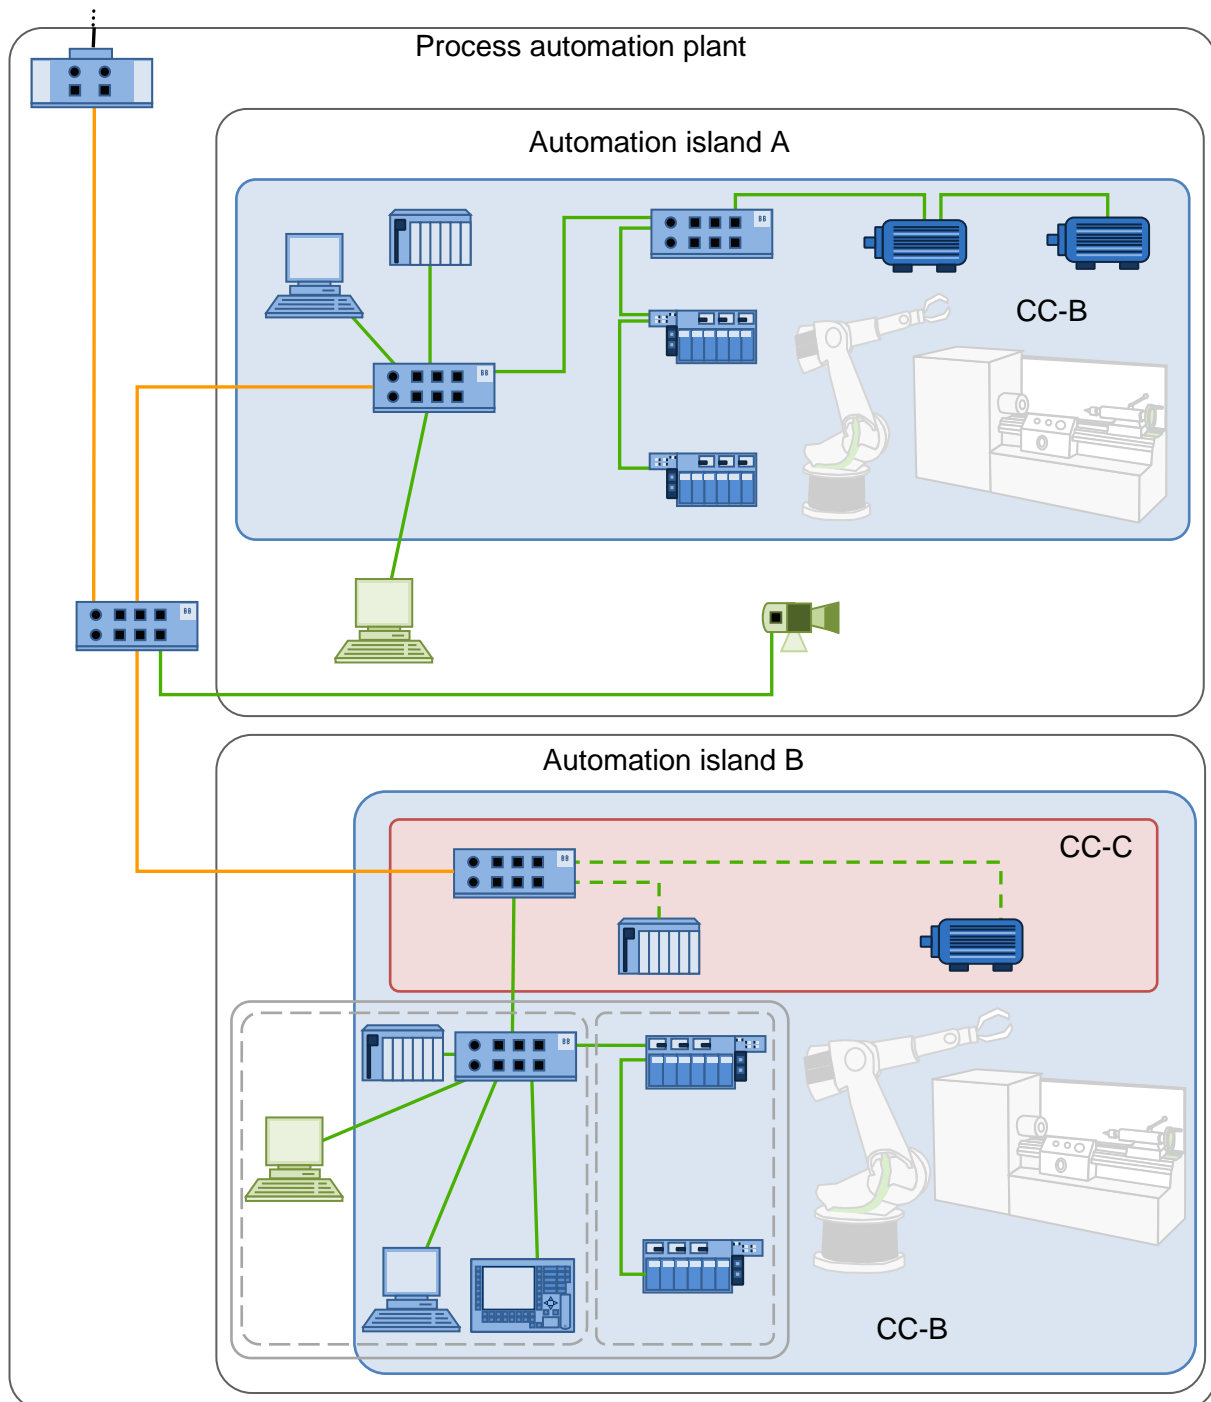 Process automation plant
Automation island A
CC-B
Automation island B
CC-C
CC-B